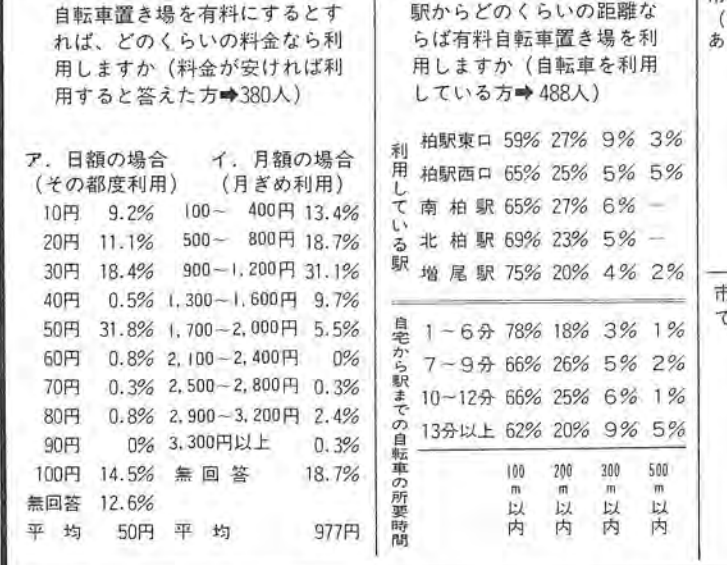 自転車置き場を有料にするとす
れば、どのくらいの料金なら利
用しますか（料金が安ければ利
用すると答えた方➡380人）
ア．日額の場合　イ．月額の場合
（その都度利用）　（月ぎめ利用）
10円　9.2%　100～　400円 13.4%
20円　11.1%　500～　800円 18.7%
30円　18.4%　900～1,200円 31.1%
40円　0.5%　1,300～1,600円　9.7%
50円　31.8%　1,700～2,000円　5.5%
60円　0.8%　2,100～2,400円　0%
70円　0.3%　2,500～2,800円　0.3%
80円　0.8%　2,900～3,200円　2.4%
90円　0%　3,300円以上　0.3%
100円　14.5%　無回答　18.7%
無回答　12.6%
平　均　50円　平　均　977円
駅からどのくらいの距離な
らば有料自転車置き場を利
用しますか（自転車を利用
している方➡488人）
利用している駅
柏駅東口　59%　27%　9%　3%
柏駅西口　65%　25%　5%　5%
南 柏 駅　65%　27%　6%　－
北 柏 駅　69%　23%　5%　－
増 尾 駅　75%　20%　4%　2%
自宅から駅までの自転車の所要時間
1～6分　78%　18%　3%　1%
7～9分　66%　26%　5%　2%
10～12分　66%　25%　6%　1%
13分以上　62%　20%　9%　5%
100m以内　200m以内　300m以内　500m以内
（
あ
市
て